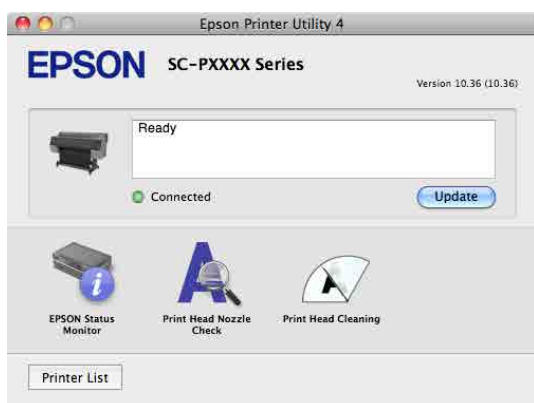 Epson Printer Utility 4
EPSON SC-PXXXX Series
Version 10.36 (10.36)
Ready
Connected
Update
EPSON Status
Monitor
Print Head Nozzle
Check
Print Head Cleaning
Printer List